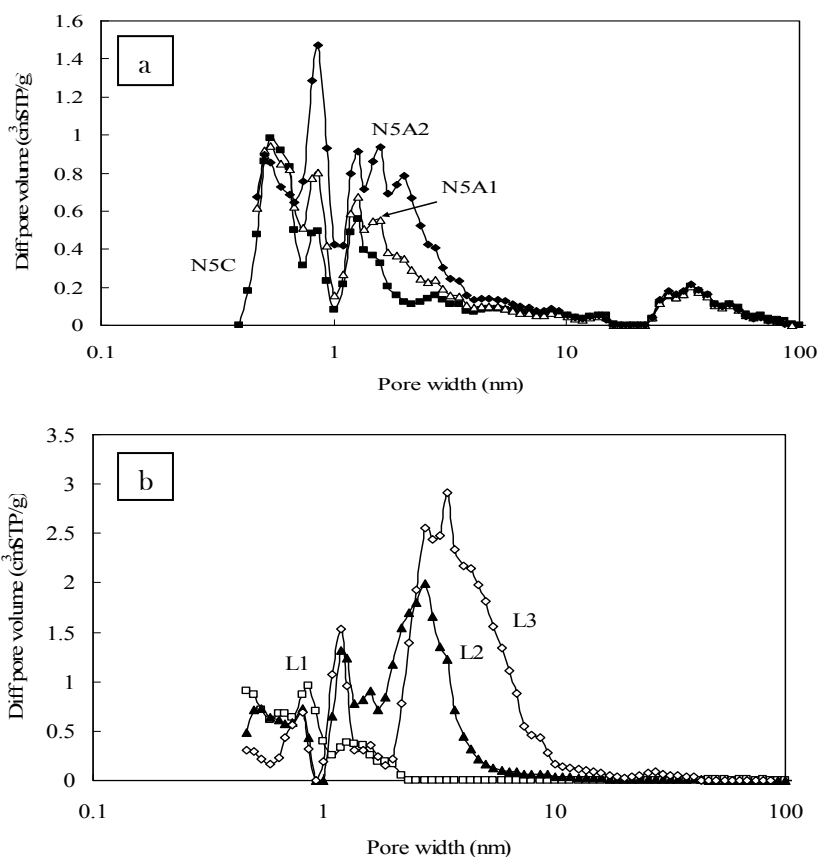 a
1.6
1.4
1.2
1
0.8
0.6
0.4
0.2
0
N5A2
N5A1
N5C
0.1 1 10 100
Pore width (nm)
Diff pore volume (cm3STP/g)
b
3.5
3
2.5
2
1.5
1
0.5
0
L1
L2
L3
0.1 1 10 100
Pore width (nm)
Diff pore volume (cm3STP/g)